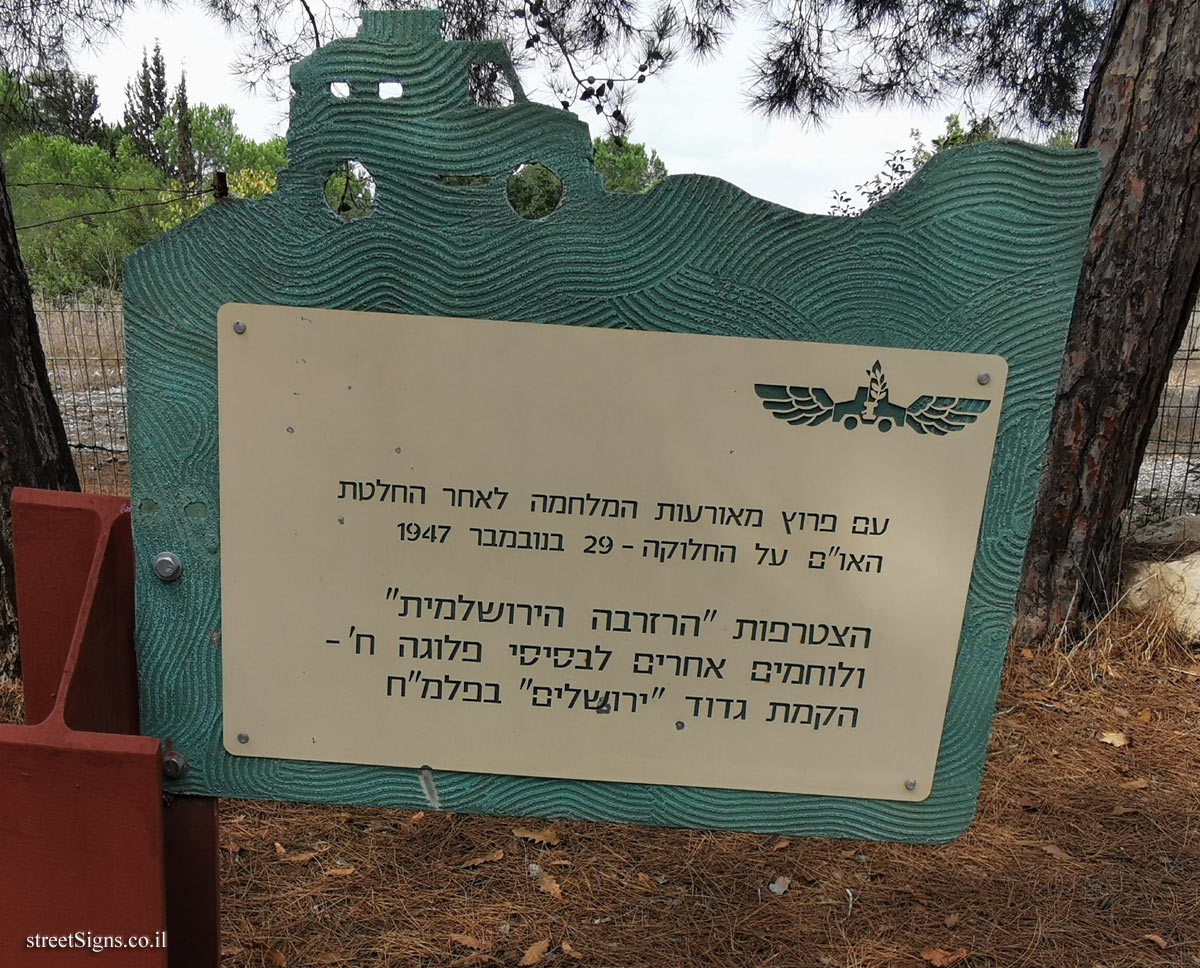 עם פרוץ מאורעות המלחמה לאחר החלטת
האו"ם על החלוקה - 29 בנובמבר 1947
הצטרפות "הרזרבה הירושלמית"
ולוחמים אחרים לבסיסי פלוגה ח' -
הקמת גדוד "ירושלים" בפלמ"ח
streetSigns.co.il